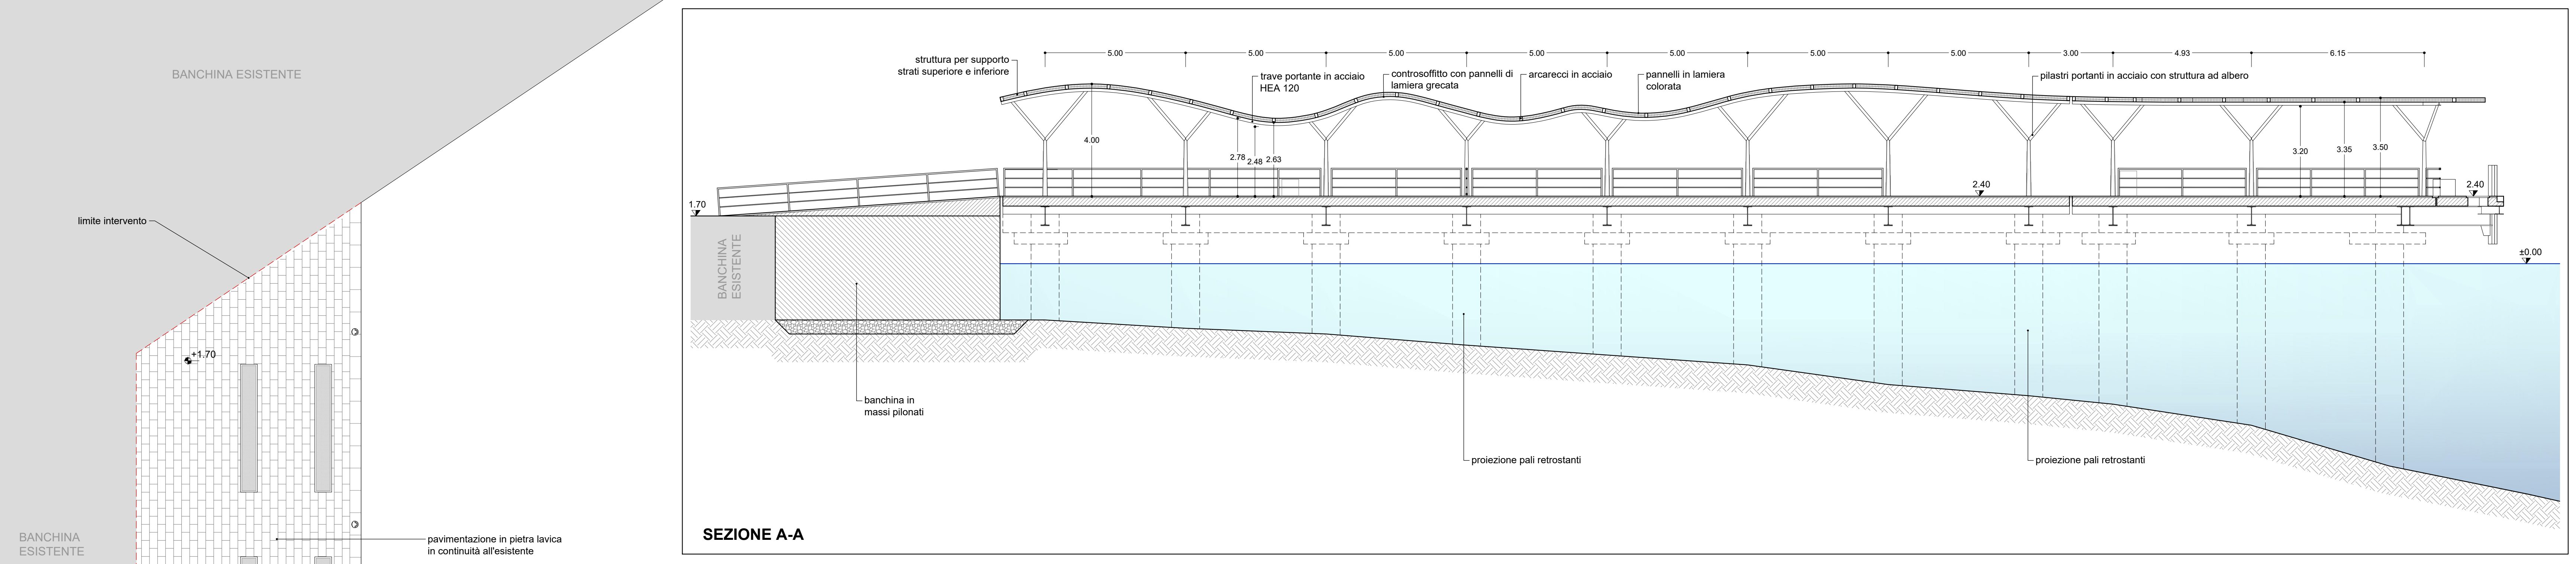 BANCHINA ESISTENTE
limite intervento
+1.70
BANCHINA
ESISTENTE
pavimentazione in pietra lavica
in continuità all'esistente
5.00
5.00
5.00
5.00
5.00
5.00
5.00
3.00
4.93
6.15
struttura per supporto
strati superiore e inferiore
trave portante in acciaio
HEA 120
controsoffitto con pannelli di
lamiera grecata
arcarecci in acciaio
pannelli in lamiera
colorata
pilastri portanti in acciaio con struttura ad albero
4.00
2.78
2.48
2.63
3.20
3.35
3.50
1.70
2.40
2.40
±0.00
BANCHINA
ESISTENTE
banchina in
massi pilonati
proiezione pali retrostanti
proiezione pali retrostanti
SEZIONE A-A